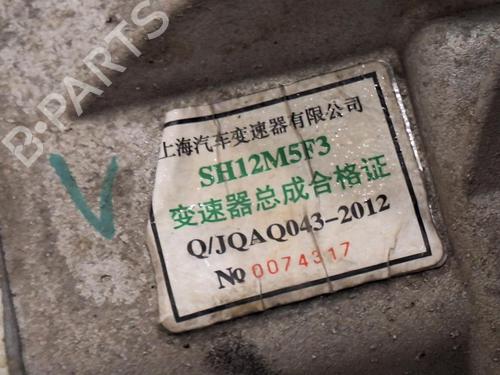 B-PARTS
上海汽车变速器有限公司
SH12M5F3
变速器总成合格证
Q/JQAQ043-2012
№ 0074317
V